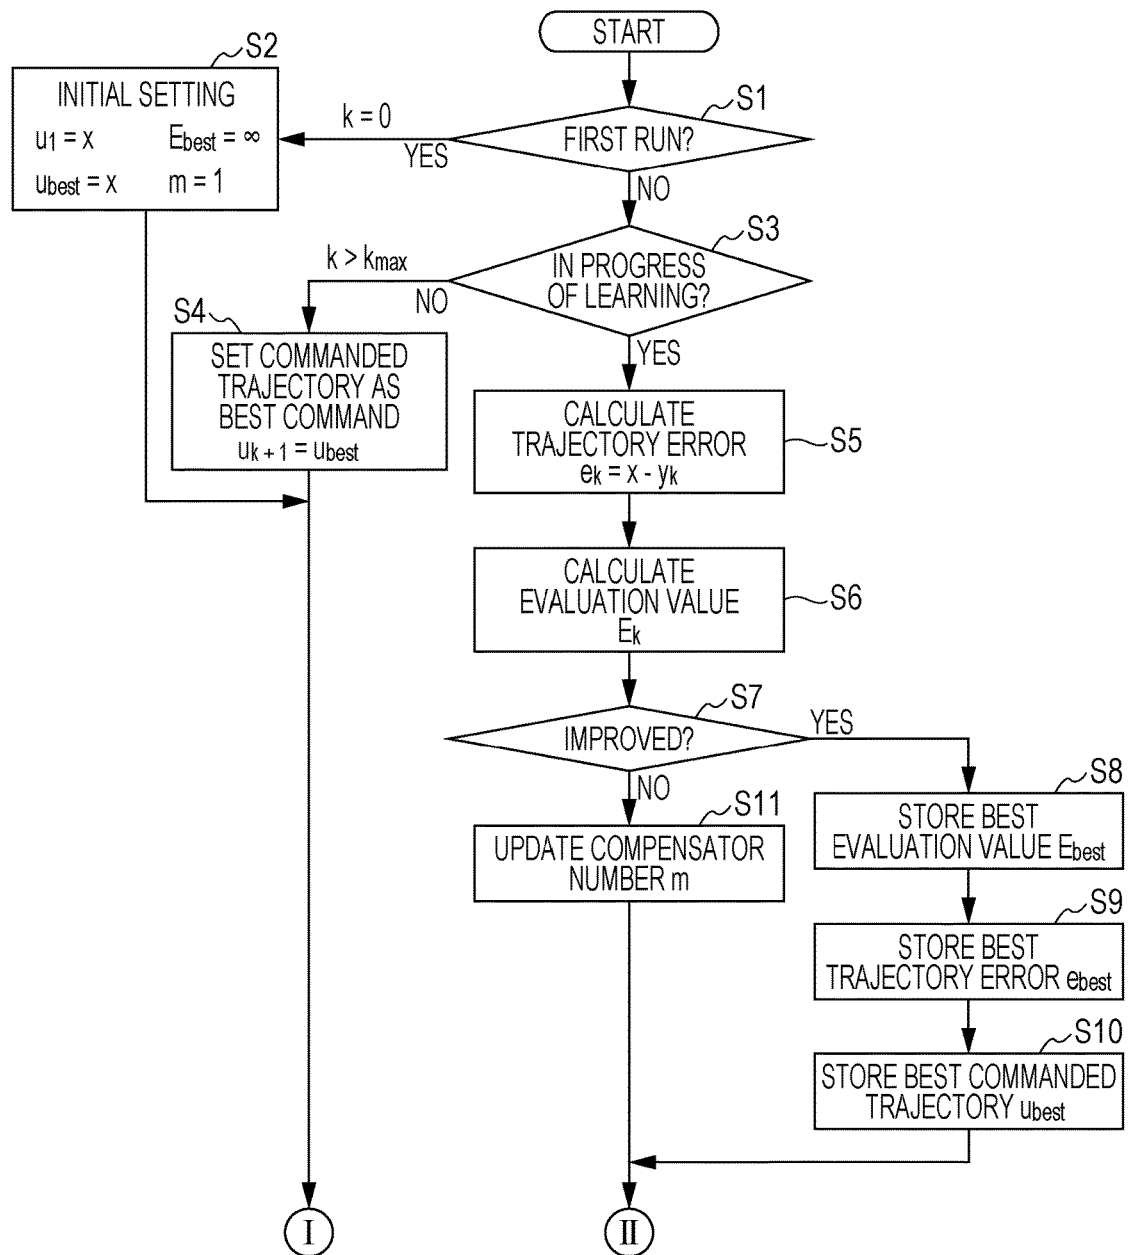 START
S1
FIRST RUN?
k = 0
YES
NO
S2
INITIAL SETTING
u1 = x Ebest = ∞
ubest = x m = 1
S3
IN PROGRESS
OF LEARNING?
k > kmax
NO
YES
S4
SET COMMANDED
TRAJECTORY AS
BEST COMMAND
uk + 1 = ubest
S5
CALCULATE
TRAJECTORY ERROR
ek = x - yk
S6
CALCULATE
EVALUATION VALUE
Ek
S7
IMPROVED?
YES
NO
S8
STORE BEST
EVALUATION VALUE Ebest
S9
STORE BEST
TRAJECTORY ERROR ebest
S10
STORE BEST COMMANDED
TRAJECTORY ubest
S11
UPDATE COMPENSATOR
NUMBER m
I
II